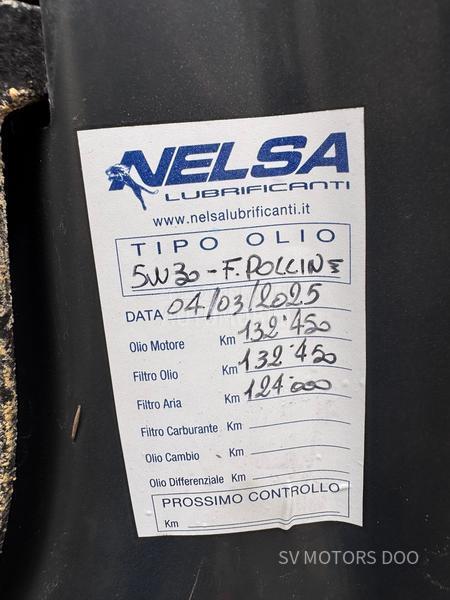 NELSA
LUBRIFICANTI
www.nelsalubrificanti.it
TIPO OLIO
5W30 - F. POLLINE
DATA 04/03/2025
Olio Motore Km 132'450
Filtro Olio Km 132'450
Filtro Aria Km 124'000
Filtro Carburante Km
Olio Cambio Km
Olio Differenziale Km
PROSSIMO CONTROLLO
Km
SV MOTORS DOO